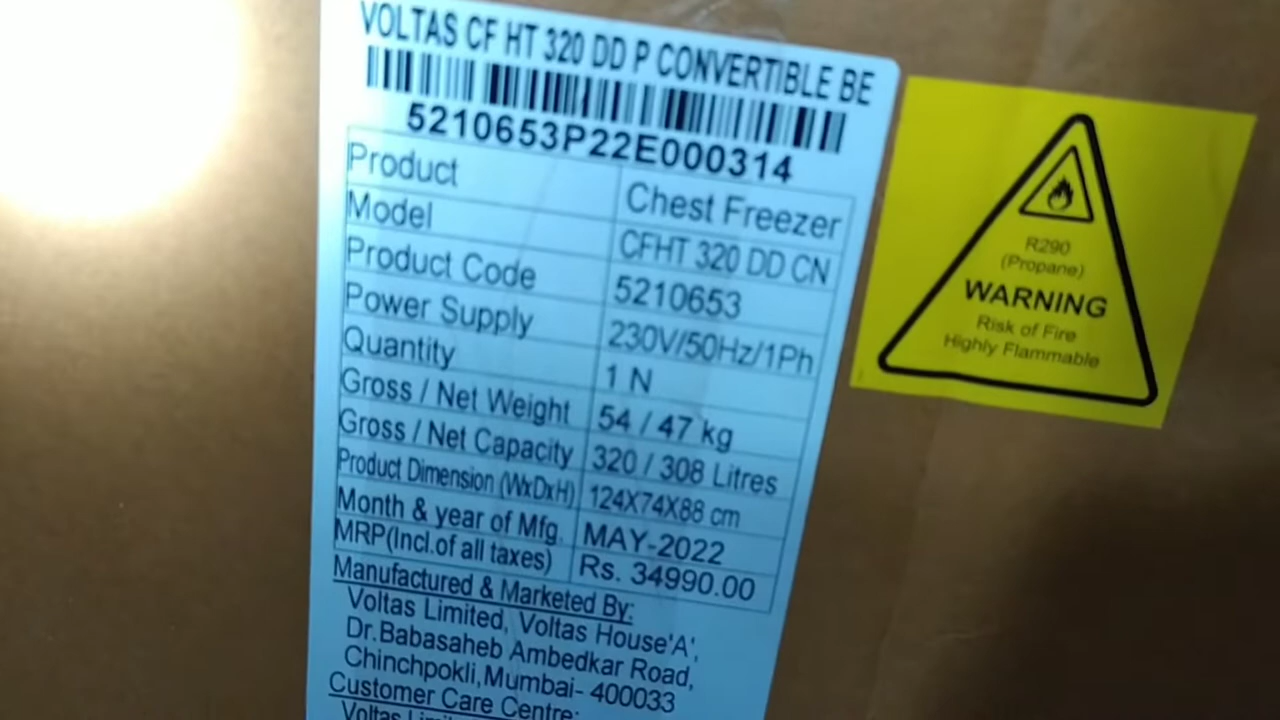 VOLTAS CF HT 320 DD P CONVERTIBLE BE
5210653P22E000314
Product Chest Freezer
Model CFHT 320 DD CN
Product Code 5210653
Power Supply 230V/50Hz/1Ph
Quantity 1 N
Gross / Net Weight 54 / 47 kg
Gross / Net Capacity 320 / 308 Litres
Product Dimension (WxDxH) 124X74X88 cm
Month & year of Mfg. MAY-2022
MRP(Incl.of all taxes) Rs. 34990.00
Manufactured & Marketed By:
Voltas Limited, Voltas House'A',
Dr.Babasaheb Ambedkar Road,
Chinchpokli,Mumbai- 400033
Customer Care Centre:
Voltas
R290
(Propane)
WARNING
Risk of Fire
Highly Flammable